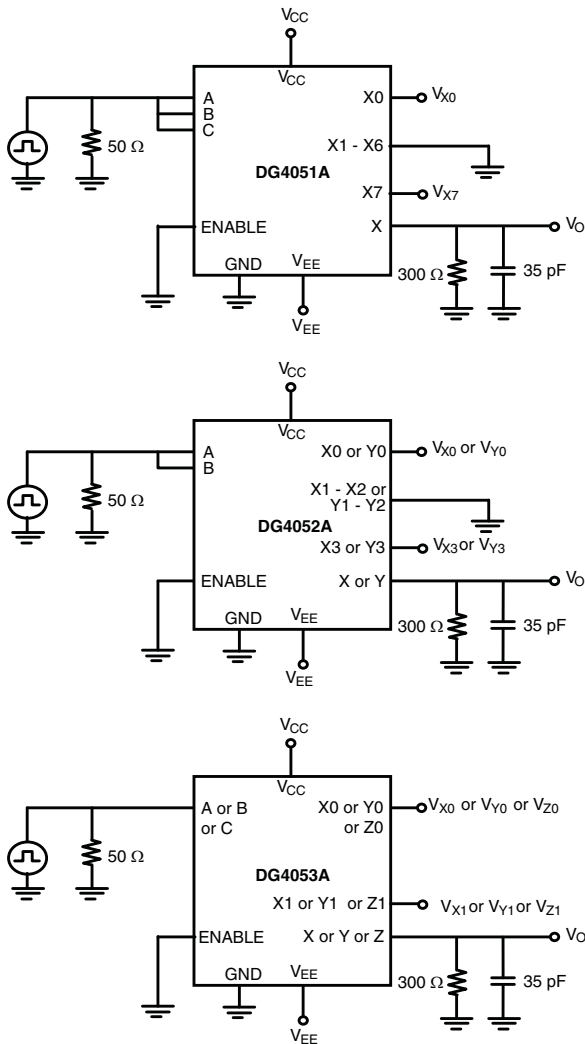 VCC
VCC
A
X0
VX0
B
C
50 Ω
X1 - X6
DG4051A
X7
VX7
ENABLE
X
VO
GND
VEE
300 Ω
35 pF
VEE
VCC
VCC
A
X0 or Y0
VX0 or VY0
B
50 Ω
X1 - X2 or
Y1 - Y2
DG4052A
X3 or Y3
VX3 or VY3
ENABLE
X or Y
VO
GND
VEE
300 Ω
35 pF
VEE
VCC
VCC
A or B
or C
X0 or Y0
or Z0
VX0 or VY0 or VZ0
50 Ω
DG4053A
X1 or Y1 or Z1
VX1 or VY1 or VZ1
ENABLE
X or Y or Z
VO
GND
VEE
300 Ω
35 pF
VEE